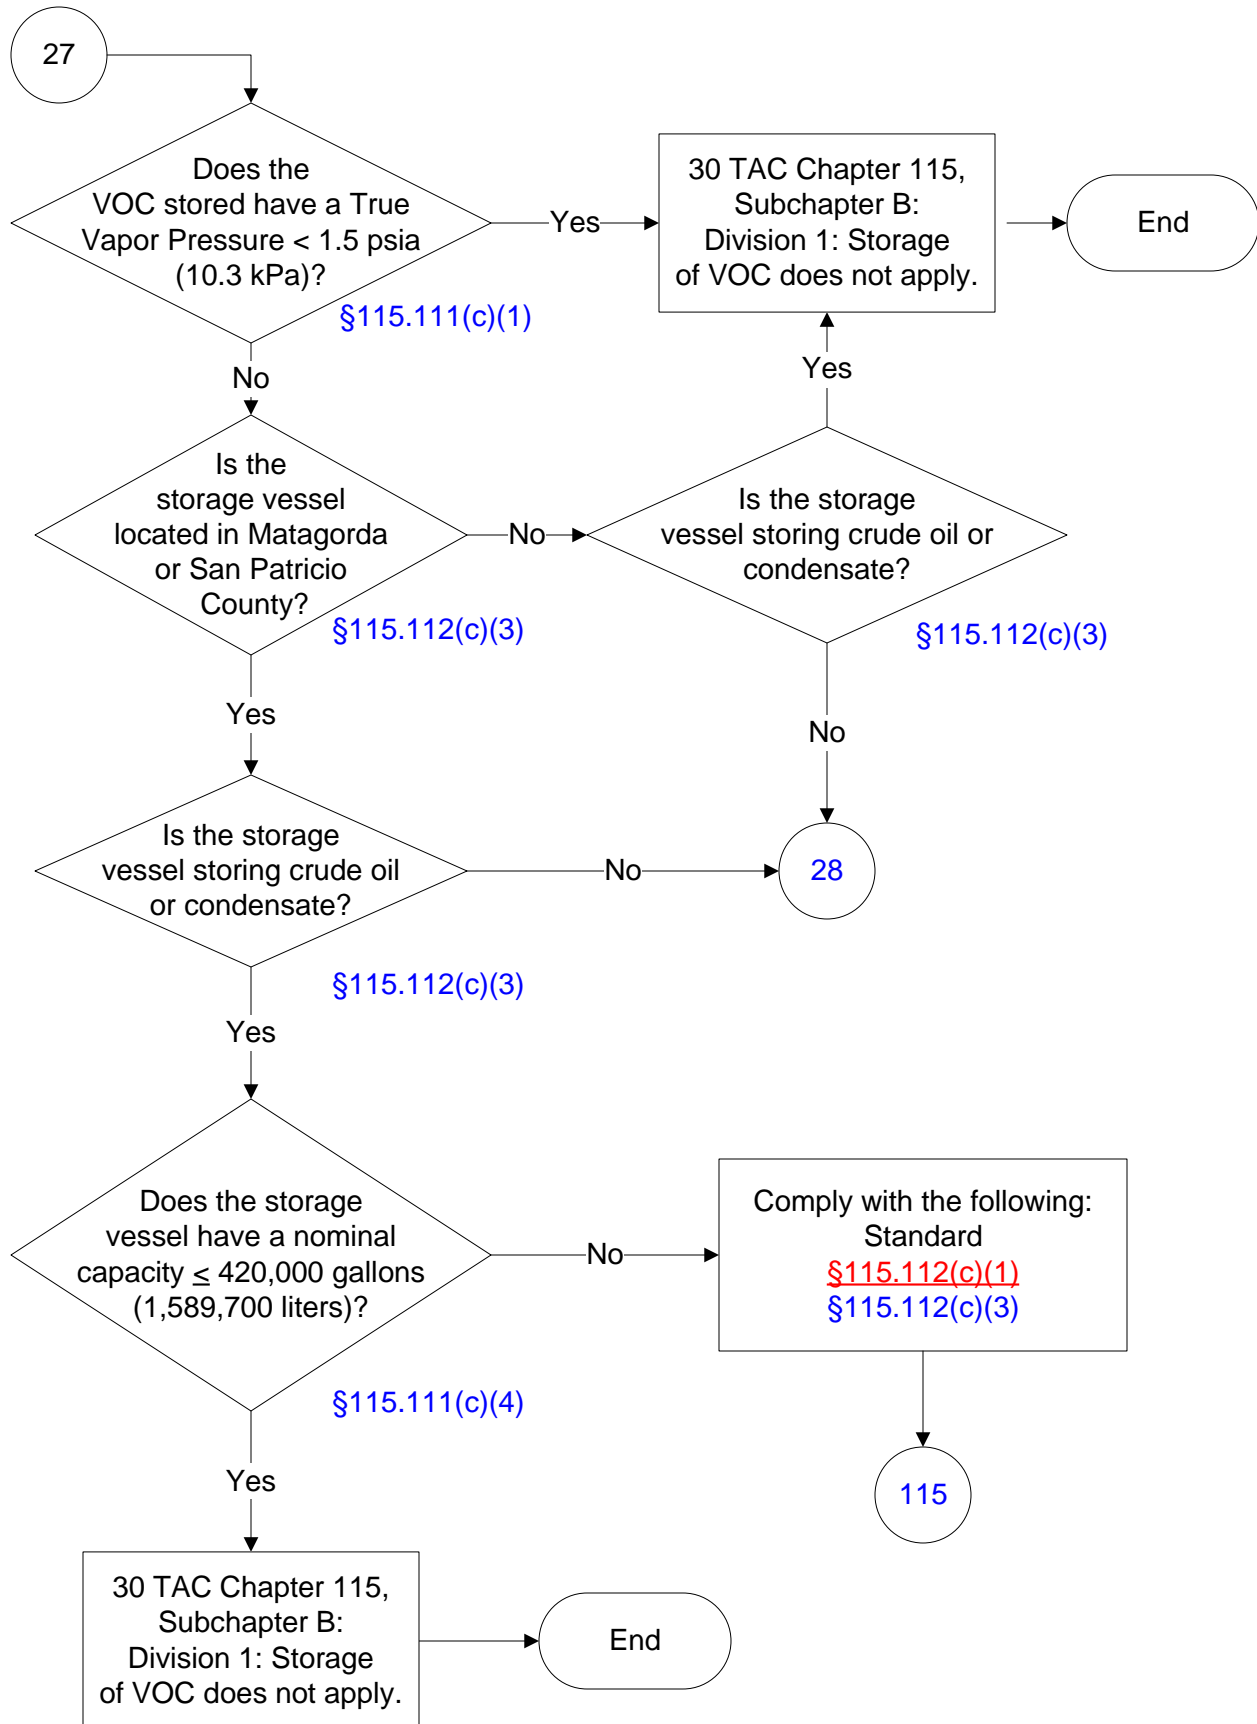 27
Does the
VOC stored have a True
Vapor Pressure < 1.5 psia
(10.3 kPa)?
§115.111(c)(1)
Yes
30 TAC Chapter 115,
Subchapter B:
Division 1: Storage
of VOC does not apply.
End
No
Yes
Is the
storage vessel
located in Matagorda
or San Patricio
County?
§115.112(c)(3)
No
Is the storage
vessel storing crude oil or
condensate?
§115.112(c)(3)
Yes
No
Is the storage
vessel storing crude oil
or condensate?
§115.112(c)(3)
No
28
Yes
Does the storage
vessel have a nominal
capacity ≤ 420,000 gallons
(1,589,700 liters)?
§115.111(c)(4)
No
Comply with the following:
Standard
§115.112(c)(1)
§115.112(c)(3)
115
Yes
30 TAC Chapter 115,
Subchapter B:
Division 1: Storage
of VOC does not apply.
End